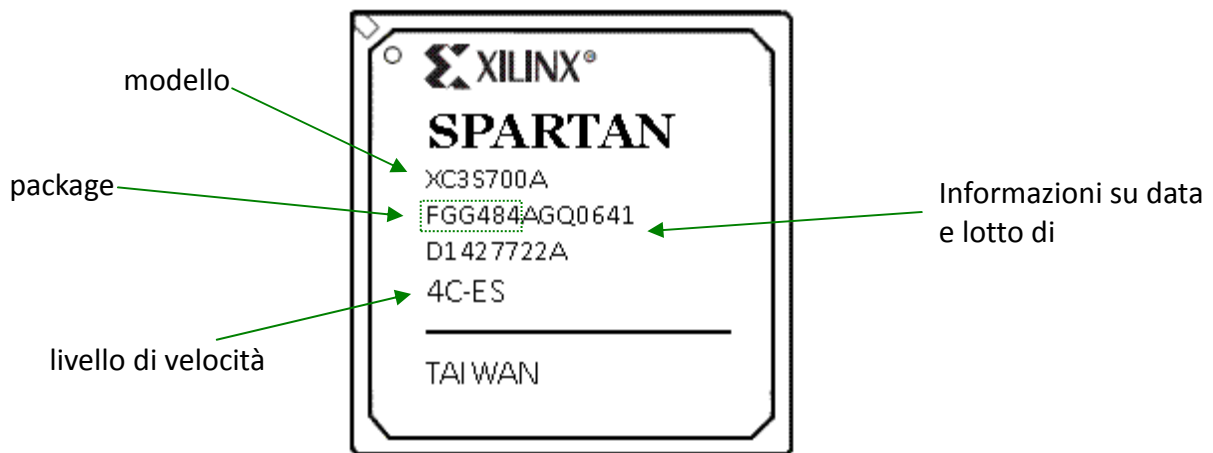 XILINX®
modello
SPARTAN
XC3S700A
package
FGG484AGQ0641
Informazioni su data
e lotto di
D1427722A
4C-ES
livello di velocità
TAIWAN